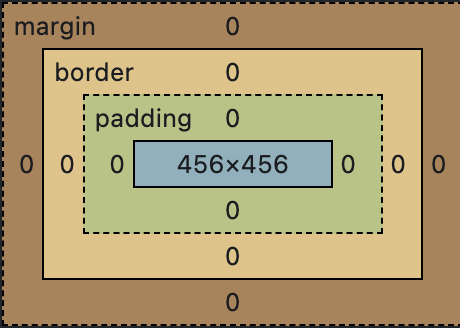 margin 0
border 0
padding 0
0 0 0 456×456 0 0 0
0
0
0